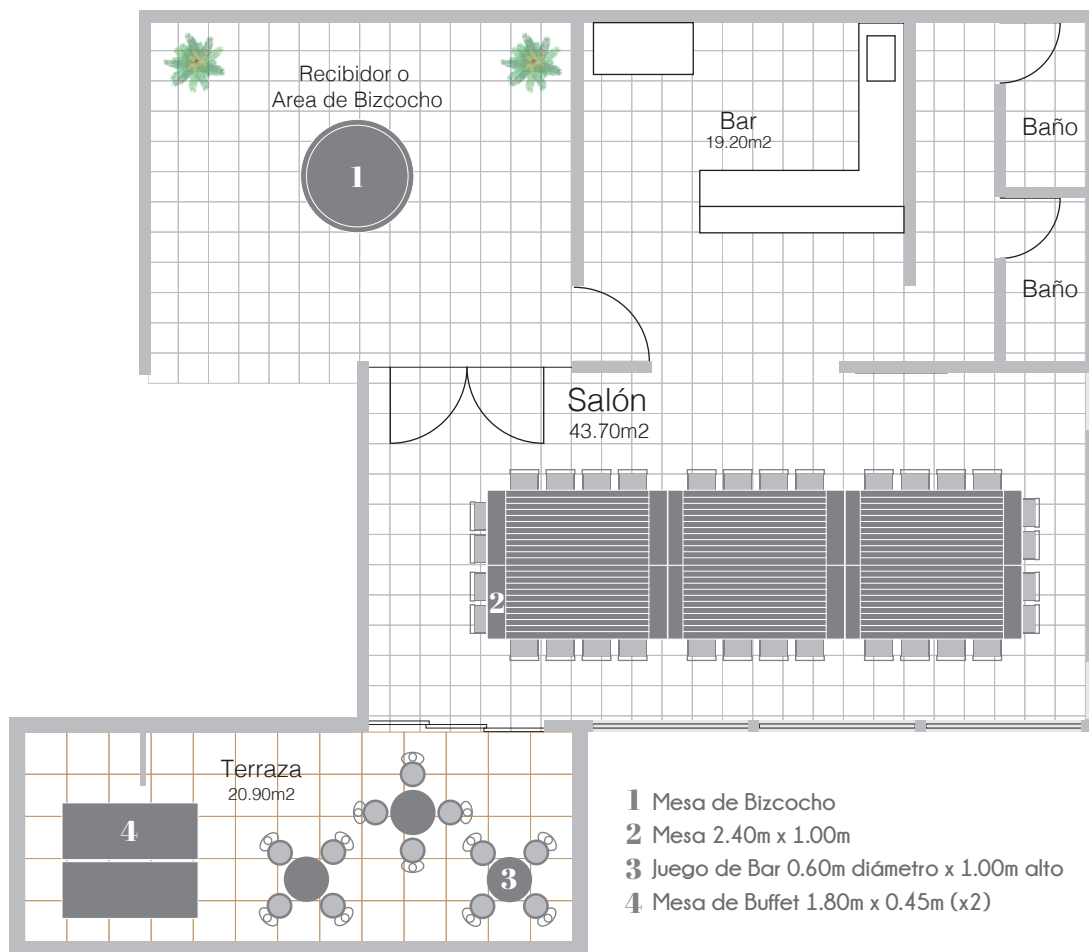 Recibidor o
Area de Bizcocho
1
Bar
19.20m2
Baño
Baño
Salón
43.70m2
2
Terraza
20.90m2
4
3
1 Mesa de Bizcocho
2 Mesa 2.40m x 1.00m
3 Juego de Bar 0.60m diámetro x 1.00m alto
4 Mesa de Buffet 1.80m x 0.45m (x2)